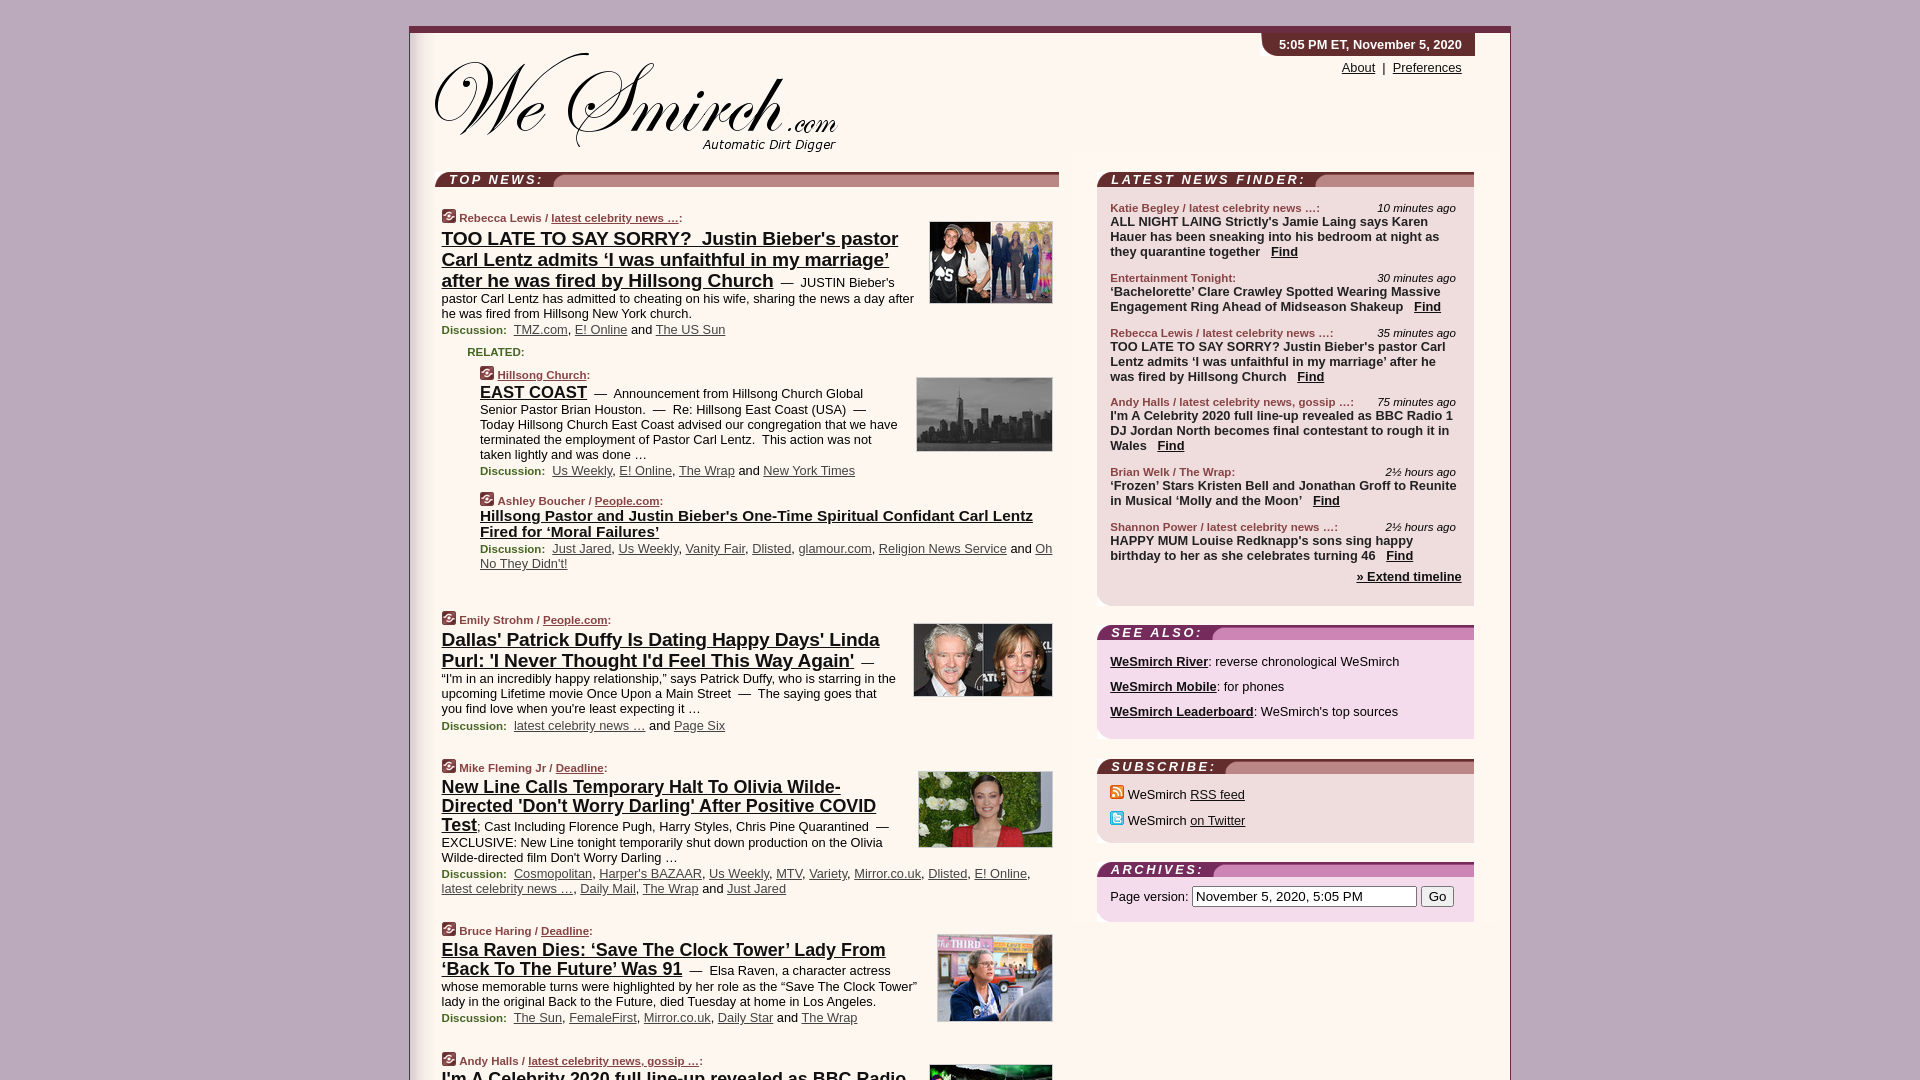 5:05 PM ET, November 5, 2020
About | Preferences
We Smirch.com
Automatic Dirt Digger
TOP NEWS:
Rebecca Lewis / latest celebrity news …:
TOO LATE TO SAY SORRY?  Justin Bieber's pastor
Carl Lentz admits ‘I was unfaithful in my marriage’
after he was fired by Hillsong Church — JUSTIN Bieber's
pastor Carl Lentz has admitted to cheating on his wife, sharing the news a day after
he was fired from Hillsong New York church.
Discussion: TMZ.com, E! Online and The US Sun
RELATED:
Hillsong Church:
EAST COAST — Announcement from Hillsong Church Global
Senior Pastor Brian Houston. — Re: Hillsong East Coast (USA) —
Today Hillsong Church East Coast advised our congregation that we have
terminated the employment of Pastor Carl Lentz. This action was not
taken lightly and was done …
Discussion: Us Weekly, E! Online, The Wrap and New York Times
Ashley Boucher / People.com:
Hillsong Pastor and Justin Bieber's One-Time Spiritual Confidant Carl Lentz
Fired for ‘Moral Failures’
Discussion: Just Jared, Us Weekly, Vanity Fair, Dlisted, glamour.com, Religion News Service and Oh
No They Didn't!
Emily Strohm / People.com:
Dallas' Patrick Duffy Is Dating Happy Days' Linda
Purl: 'I Never Thought I'd Feel This Way Again' —
“I'm in an incredibly happy relationship,” says Patrick Duffy, who is starring in the
upcoming Lifetime movie Once Upon a Main Street — The saying goes that
you find love when you're least expecting it …
Discussion: latest celebrity news … and Page Six
Mike Fleming Jr / Deadline:
New Line Calls Temporary Halt To Olivia Wilde-
Directed 'Don't Worry Darling' After Positive COVID
Test; Cast Including Florence Pugh, Harry Styles, Chris Pine Quarantined —
EXCLUSIVE: New Line tonight temporarily shut down production on the Olivia
Wilde-directed film Don't Worry Darling …
Discussion: Cosmopolitan, Harper's BAZAAR, Us Weekly, MTV, Variety, Mirror.co.uk, Dlisted, E! Online,
latest celebrity news …, Daily Mail, The Wrap and Just Jared
Bruce Haring / Deadline:
Elsa Raven Dies: ‘Save The Clock Tower’ Lady From
‘Back To The Future’ Was 91 — Elsa Raven, a character actress
whose memorable turns were highlighted by her role as the “Save The Clock Tower”
lady in the original Back to the Future, died Tuesday at home in Los Angeles.
Discussion: The Sun, FemaleFirst, Mirror.co.uk, Daily Star and The Wrap
Andy Halls / latest celebrity news, gossip …:
I'm A Celebrity 2020 full line-up revealed as BBC Radio
LATEST NEWS FINDER:
Katie Begley / latest celebrity news …: 10 minutes ago
ALL NIGHT LAING Strictly's Jamie Laing says Karen
Hauer has been sneaking into his bedroom at night as
they quarantine together Find
Entertainment Tonight: 30 minutes ago
‘Bachelorette’ Clare Crawley Spotted Wearing Massive
Engagement Ring Ahead of Midseason Shakeup Find
Rebecca Lewis / latest celebrity news …: 35 minutes ago
TOO LATE TO SAY SORRY? Justin Bieber's pastor Carl
Lentz admits ‘I was unfaithful in my marriage’ after he
was fired by Hillsong Church Find
Andy Halls / latest celebrity news, gossip …: 75 minutes ago
I'm A Celebrity 2020 full line-up revealed as BBC Radio 1
DJ Jordan North becomes final contestant to rough it in
Wales Find
Brian Welk / The Wrap: 2½ hours ago
‘Frozen’ Stars Kristen Bell and Jonathan Groff to Reunite
in Musical ‘Molly and the Moon’ Find
Shannon Power / latest celebrity news …: 2½ hours ago
HAPPY MUM Louise Redknapp's sons sing happy
birthday to her as she celebrates turning 46 Find
» Extend timeline
SEE ALSO:
WeSmirch River: reverse chronological WeSmirch
WeSmirch Mobile: for phones
WeSmirch Leaderboard: WeSmirch's top sources
SUBSCRIBE:
WeSmirch RSS feed
WeSmirch on Twitter
ARCHIVES:
Page version: November 5, 2020, 5:05 PM Go